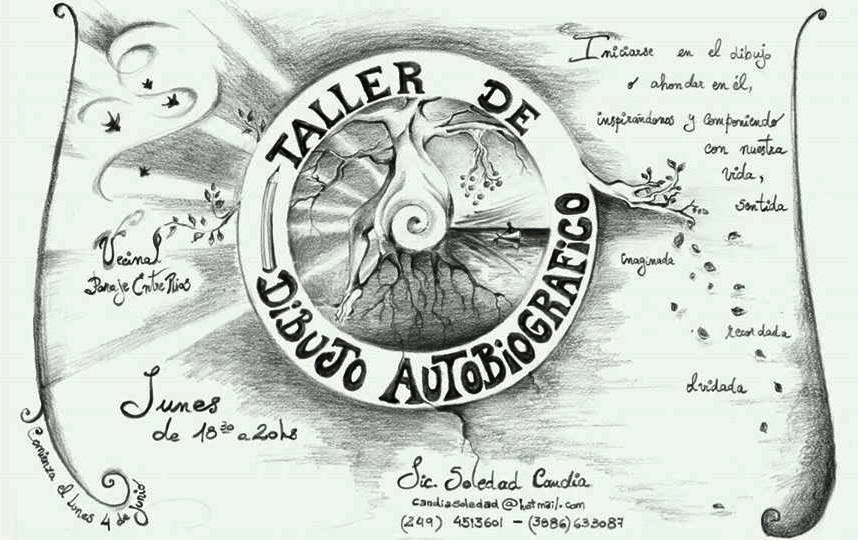 TALLER DE
DIBUJO AUTOBIOGRAFICO
Iniciarse en el dibujo
o ahondar en él,
inspirándonos y componiendo
con nuestra
vida,
sentida
imaginada
recordada
olvidada
Vecinal
Paraje Entre Ríos
Lunes
de 18³⁰ a 20hs
Comienza el Lunes 4 de Junio
Lic. Soledad Candia
candiasoledad@hotmail.com
(249) 4513601 - (3886) 633087